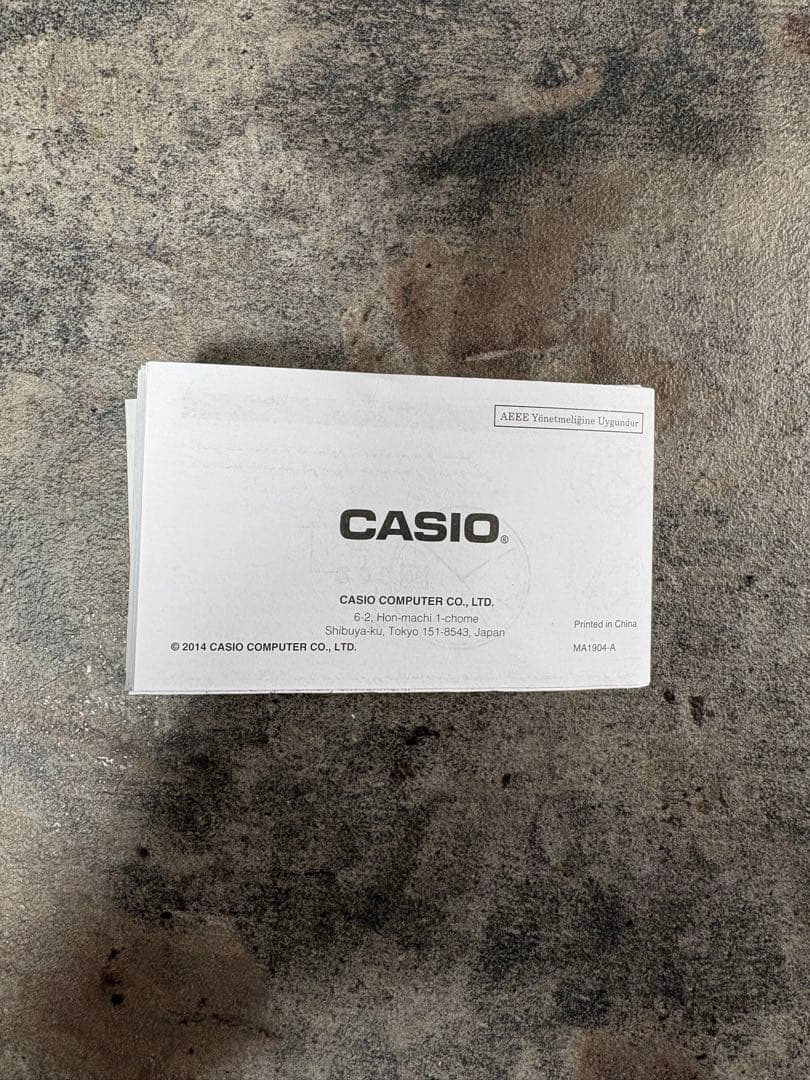 AEEE Yönetmeliğine Uygundur
CASIO®
CASIO COMPUTER CO., LTD.
6-2, Hon-machi 1-chome
Shibuya-ku, Tokyo 151-8543, Japan
Printed in China
© 2014 CASIO COMPUTER CO., LTD.
MA1904-A